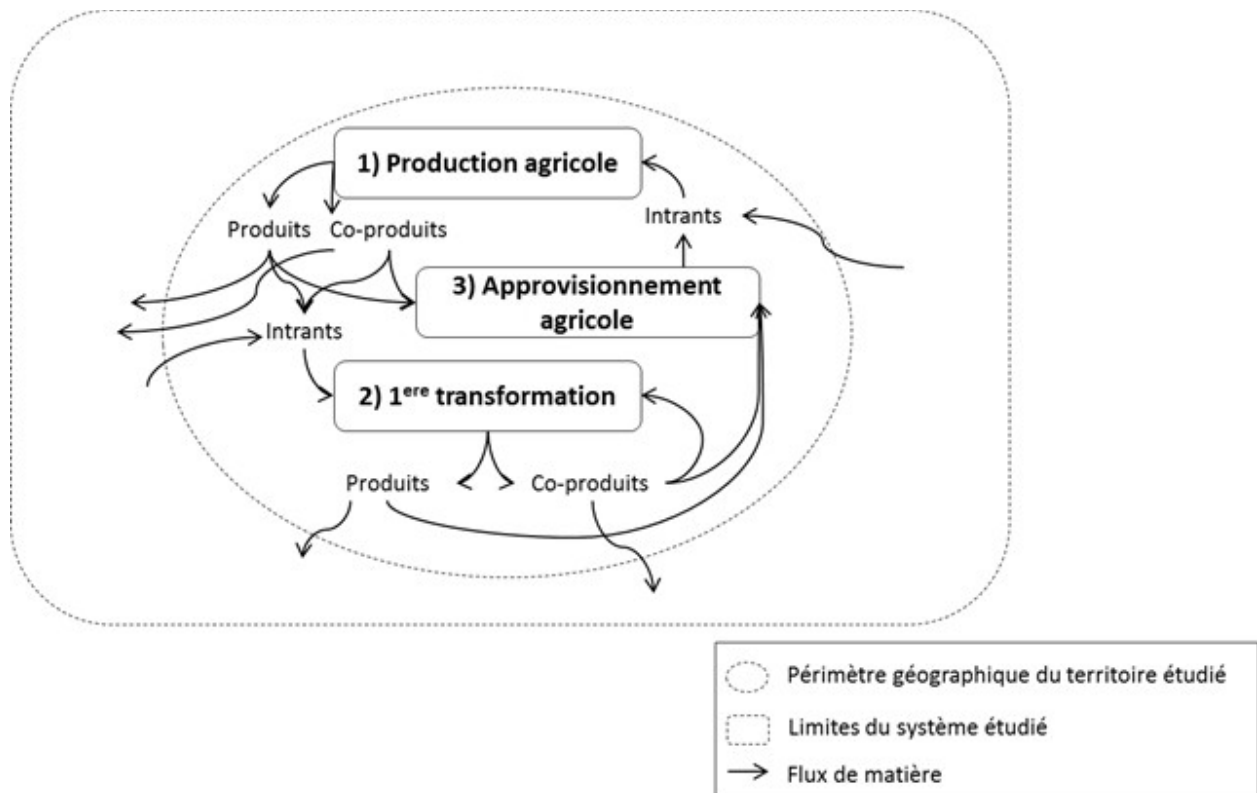 1) Production agricole
Produits
Co-produits
Intrants
3) Approvisionnement
agricole
Intrants
2) 1ere transformation
Produits
Co-produits
Périmètre géographique du territoire étudié
Limites du système étudié
Flux de matière